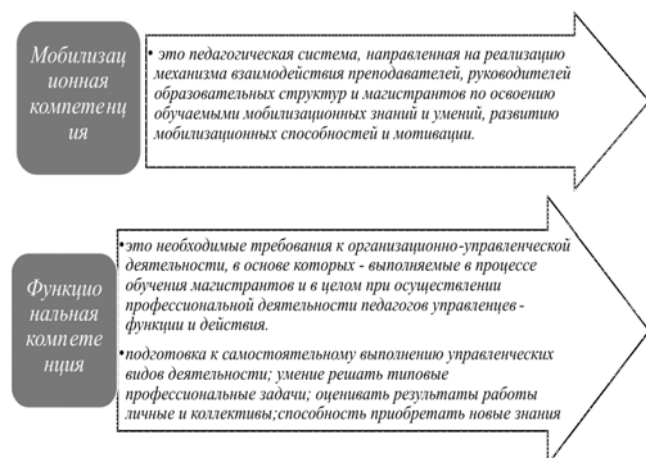 Мобилизац
ионная
компетенц
ия
• это педагогическая система, направленная на реализацию
механизма взаимодействия преподавателей, руководителей
образовательных структур и магистрантов по освоению
обучаемыми мобилизационных знаний и умений, развитию
мобилизационных способностей и мотивации.
Функцио
нальная
компете
нция
•это необходимые требования к организационно-управленческой
деятельности, в основе которых - выполняемые в процессе
обучения магистрантов и в целом при осуществлении
профессиональной деятельности педагогов управленцев -
функции и действия.
•подготовка к самостоятельному выполнению управленческих
видов деятельности; умение решать типовые
профессиональные задачи; оценивать результаты работы
личные и коллективы;способность приобретать новые знания